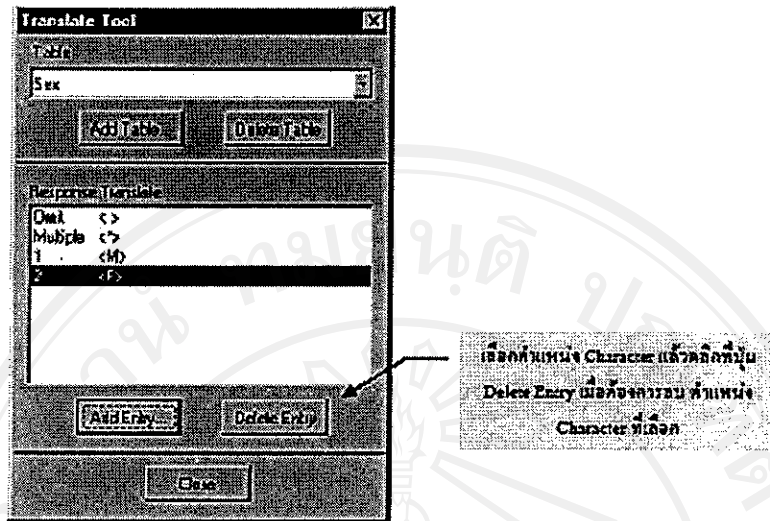 Translate Tool
Table
Sex
Add Table...
Delete Table
Response Translate
Omit < >
Multiple <*>
1 <M>
2 <F>
Add Entry...
Delete Entry
Close
เลือกตำแหน่ง Character แล้วคลิกที่ปุ่ม
Delete Entry เมื่อต้องการลบ ตำแหน่ง
Character ที่เลือก